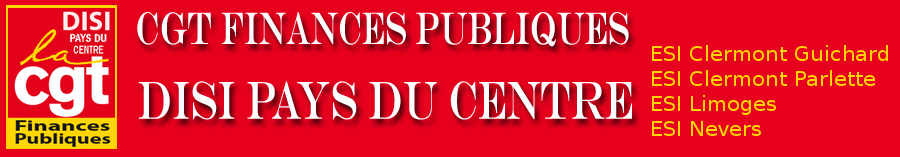 DISI
PAYS DU
CENTRE
la
cgt
Finances
Publiques
CGT FINANCES PUBLIQUES
DISI PAYS DU CENTRE
ESI Clermont Guichard
ESI Clermont Parlette
ESI Limoges
ESI Nevers